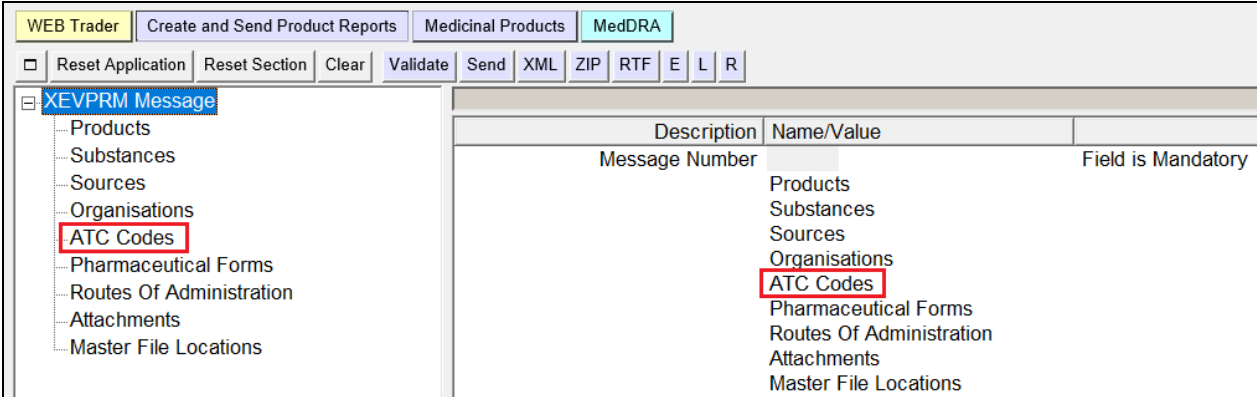 WEB Trader Create and Send Product Reports Medicinal Products MedDRA
Reset Application Reset Section Clear Validate Send XML ZIP RTF E L R
XEVPRM Message
Products
Substances
Sources
Organisations
ATC Codes
Pharmaceutical Forms
Routes Of Administration
Attachments
Master File Locations
Description Name/Value
Message Number Field is Mandatory
Products
Substances
Sources
Organisations
ATC Codes
Pharmaceutical Forms
Routes Of Administration
Attachments
Master File Locations